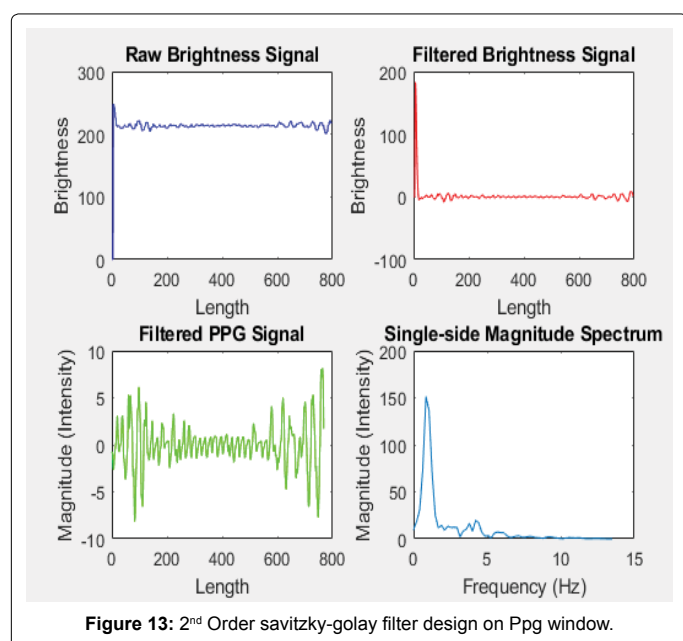 Raw Brightness Signal
Brightness
300
200
100
0
0 200 400 600 800
Length
Filtered Brightness Signal
Brightness
200
100
0
-100
0 200 400 600 800
Length
Filtered PPG Signal
Magnitude (Intensity)
10
5
0
-5
-10
0 200 400 600 800
Length
Single-side Magnitude Spectrum
Magnitude (Intensity)
200
150
100
50
0
0 5 10 15
Frequency (Hz)
Figure 13: 2nd Order savitzky-golay filter design on Ppg window.